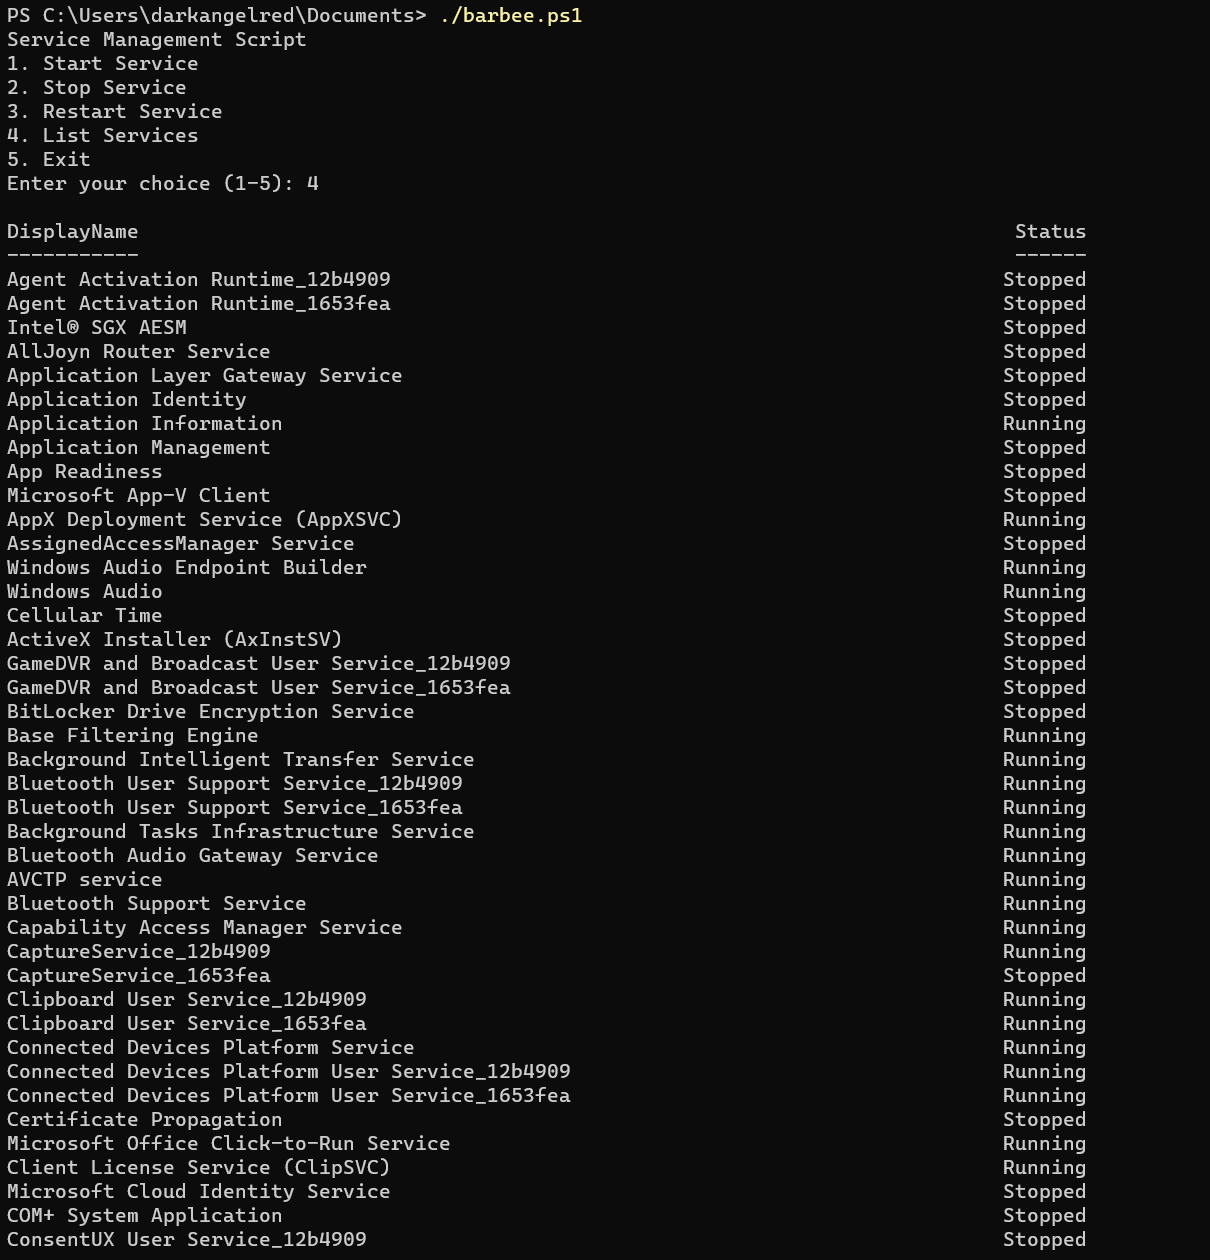 PS C:\Users\darkangelred\Documents> ./barbee.ps1
Service Management Script
1. Start Service
2. Stop Service
3. Restart Service
4. List Services
5. Exit
Enter your choice (1-5): 4
DisplayName Status
----------- ------
Agent Activation Runtime_12b4909 Stopped
Agent Activation Runtime_1653fea Stopped
Intel® SGX AESM Stopped
AllJoyn Router Service Stopped
Application Layer Gateway Service Stopped
Application Identity Stopped
Application Information Running
Application Management Stopped
App Readiness Stopped
Microsoft App-V Client Stopped
AppX Deployment Service (AppXSVC) Running
AssignedAccessManager Service Stopped
Windows Audio Endpoint Builder Running
Windows Audio Running
Cellular Time Stopped
ActiveX Installer (AxInstSV) Stopped
GameDVR and Broadcast User Service_12b4909 Stopped
GameDVR and Broadcast User Service_1653fea Stopped
BitLocker Drive Encryption Service Stopped
Base Filtering Engine Running
Background Intelligent Transfer Service Running
Bluetooth User Support Service_12b4909 Running
Bluetooth User Support Service_1653fea Running
Background Tasks Infrastructure Service Running
Bluetooth Audio Gateway Service Running
AVCTP service Running
Bluetooth Support Service Running
Capability Access Manager Service Running
CaptureService_12b4909 Running
CaptureService_1653fea Stopped
Clipboard User Service_12b4909 Running
Clipboard User Service_1653fea Running
Connected Devices Platform Service Running
Connected Devices Platform User Service_12b4909 Running
Connected Devices Platform User Service_1653fea Running
Certificate Propagation Stopped
Microsoft Office Click-to-Run Service Running
Client License Service (ClipSVC) Running
Microsoft Cloud Identity Service Stopped
COM+ System Application Stopped
ConsentUX User Service_12b4909 Stopped